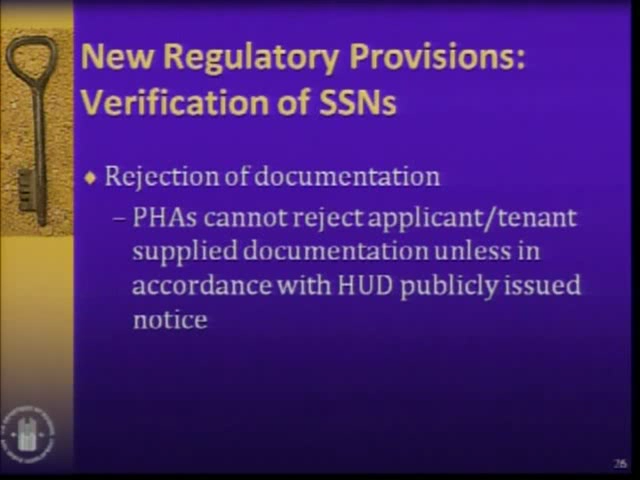 New Regulatory Provisions:
Verification of SSNs
♦ Rejection of documentation
– PHAs cannot reject applicant/tenant
supplied documentation unless in
accordance with HUD publicly issued
notice
26